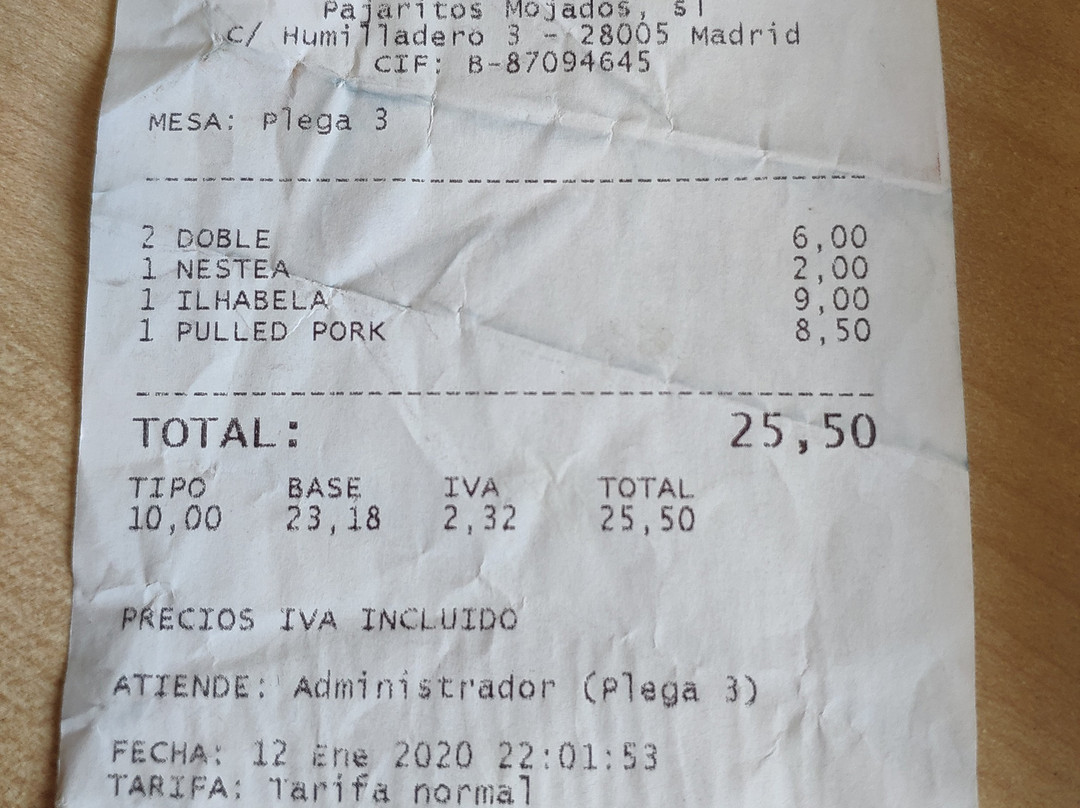 Pajaritos Mojados, sl
C/ Humilladero 3 - 28005 Madrid
CIF: B-87094645
MESA: Plega 3
2 DOBLE 6,00
1 NESTEA 2,00
1 ILHABELA 9,00
1 PULLED PORK 8,50
TOTAL: 25,50
TIPO BASE IVA TOTAL
10,00 23,18 2,32 25,50
PRECIOS IVA INCLUIDO
ATIENDE: Administrador (Plega 3)
FECHA: 12 Ene 2020 22:01:53
TARIFA: Tarifa normal